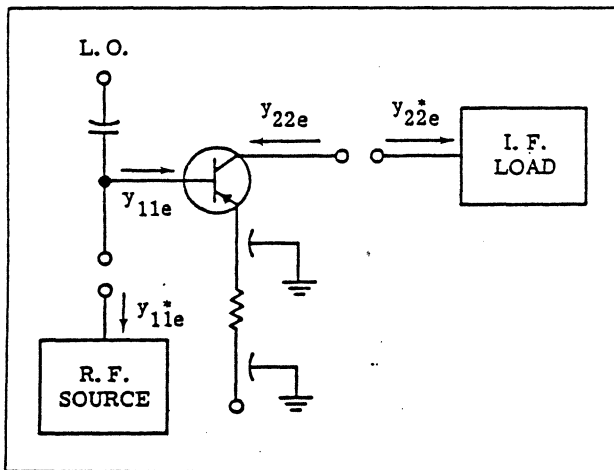 L. O.
y22e
y*22e
I. F.
LOAD
y11e
y*11e
R. F.
SOURCE